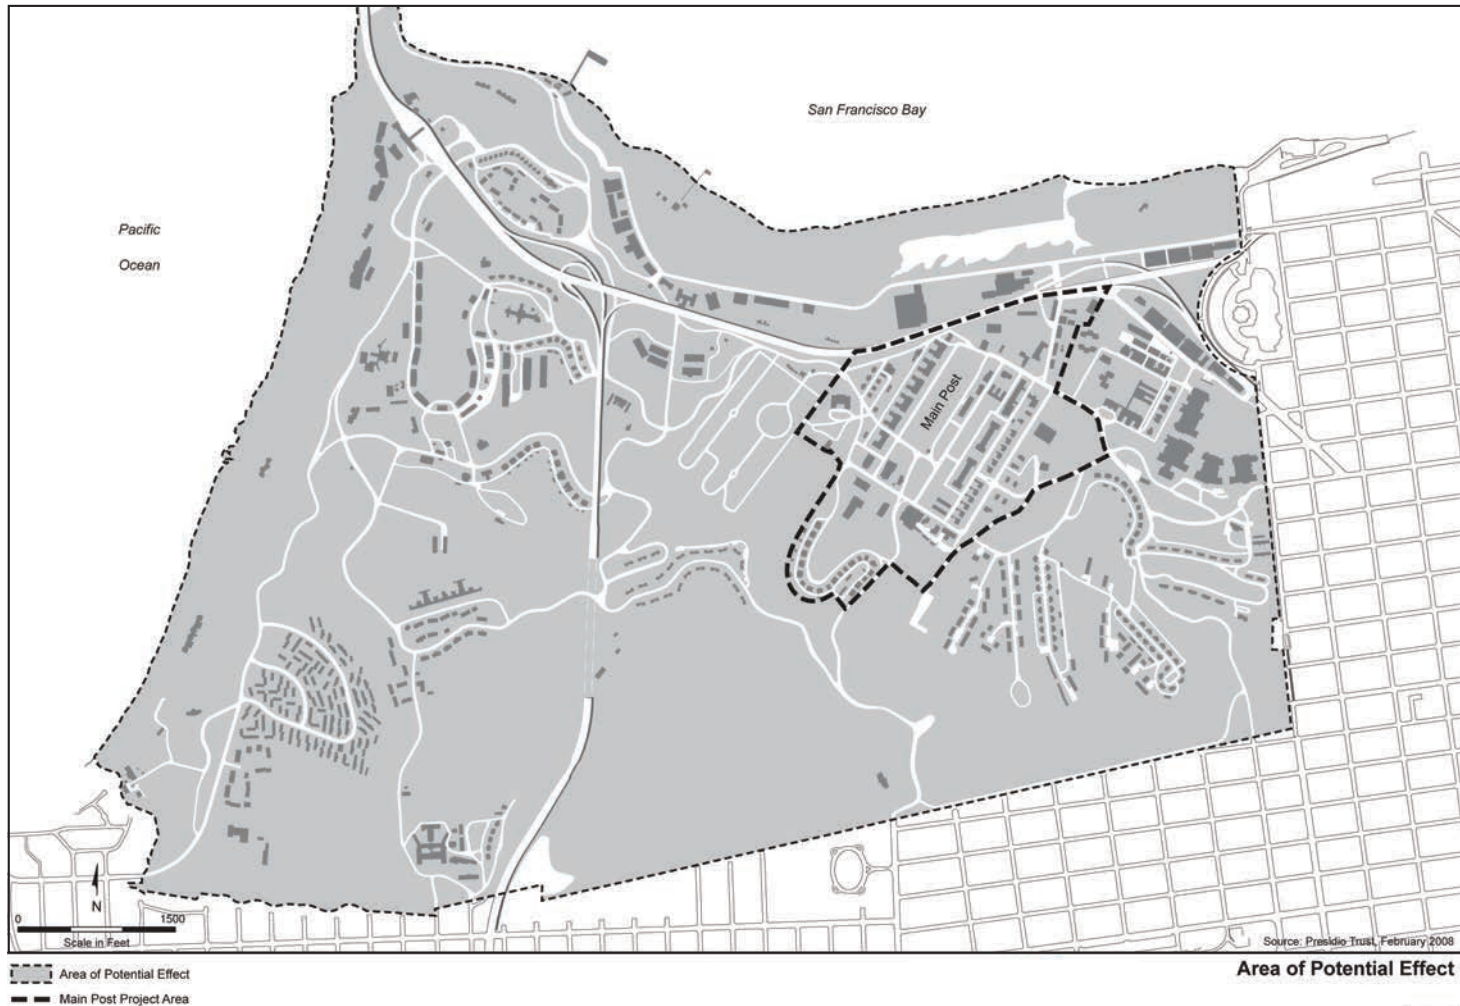 San Francisco Bay
Pacific
Ocean
Main Post
N
0 1500
Scale in Feet
Source: Presidio Trust, February 2008
Area of Potential Effect
Area of Potential Effect
Main Post Project Area